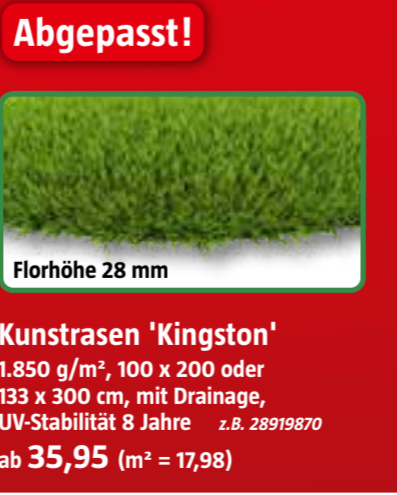 Abgepasst!
Florhöhe 28 mm
Kunstrasen 'Kingston'
1.850 g/m², 100 x 200 oder
133 x 300 cm, mit Drainage,
UV-Stabilität 8 Jahre z.B. 28919870
ab 35,95 (m² = 17,98)